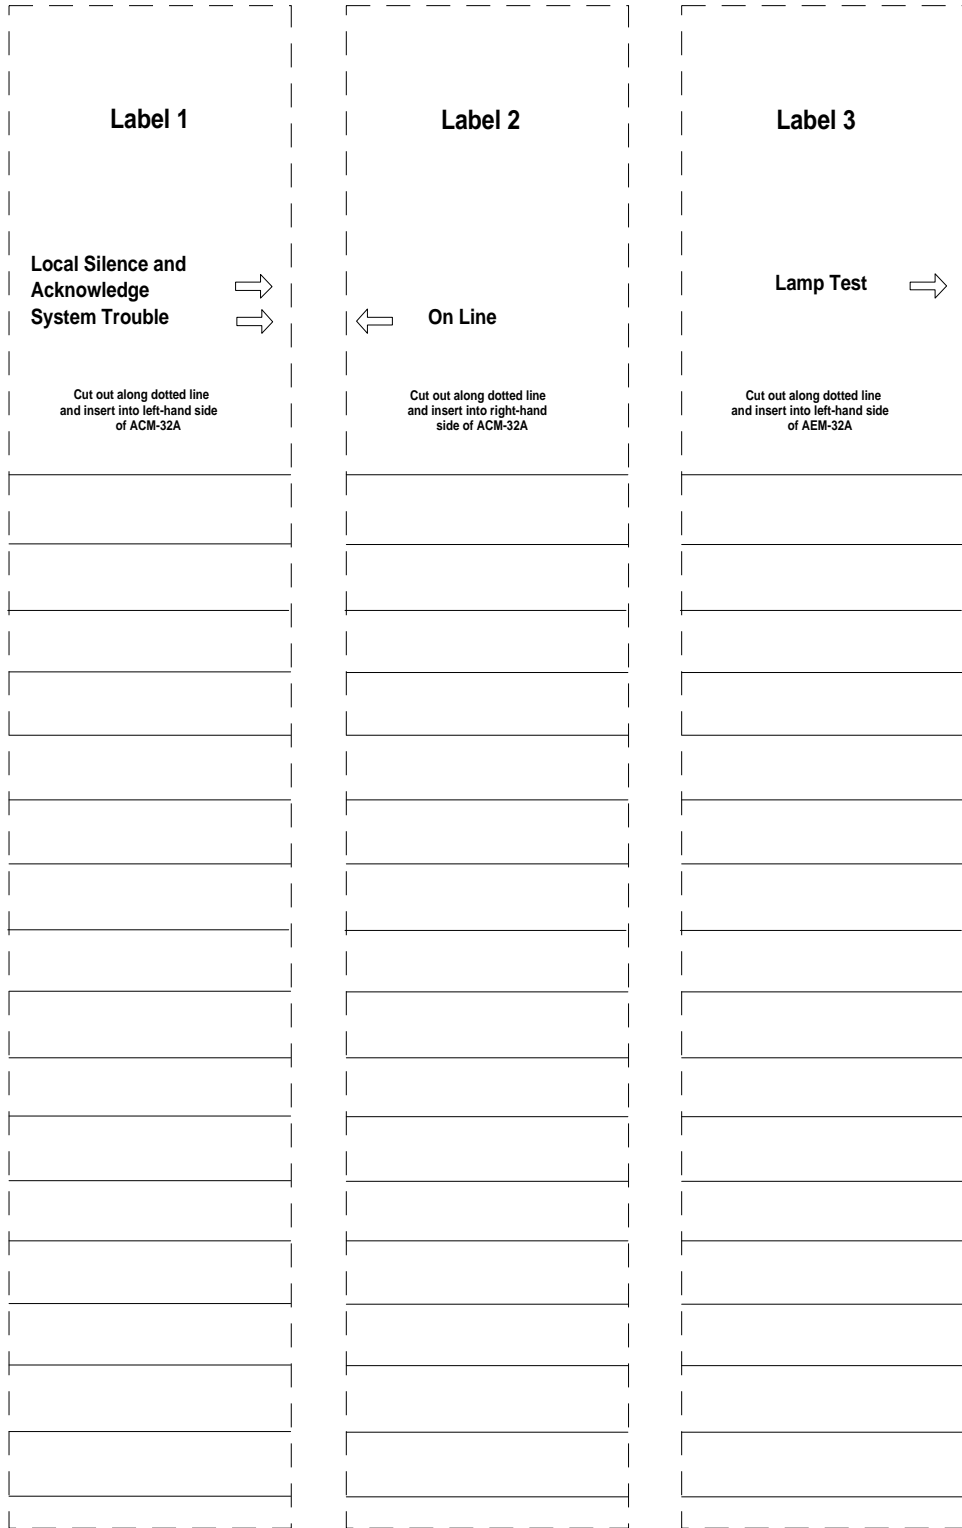 Label 1
Local Silence and
Acknowledge
System Trouble
Cut out along dotted line
and insert into left-hand side
of ACM-32A
Label 2
On Line
Cut out along dotted line
and insert into right-hand
side of ACM-32A
Label 3
Lamp Test
Cut out along dotted line
and insert into left-hand side
of AEM-32A